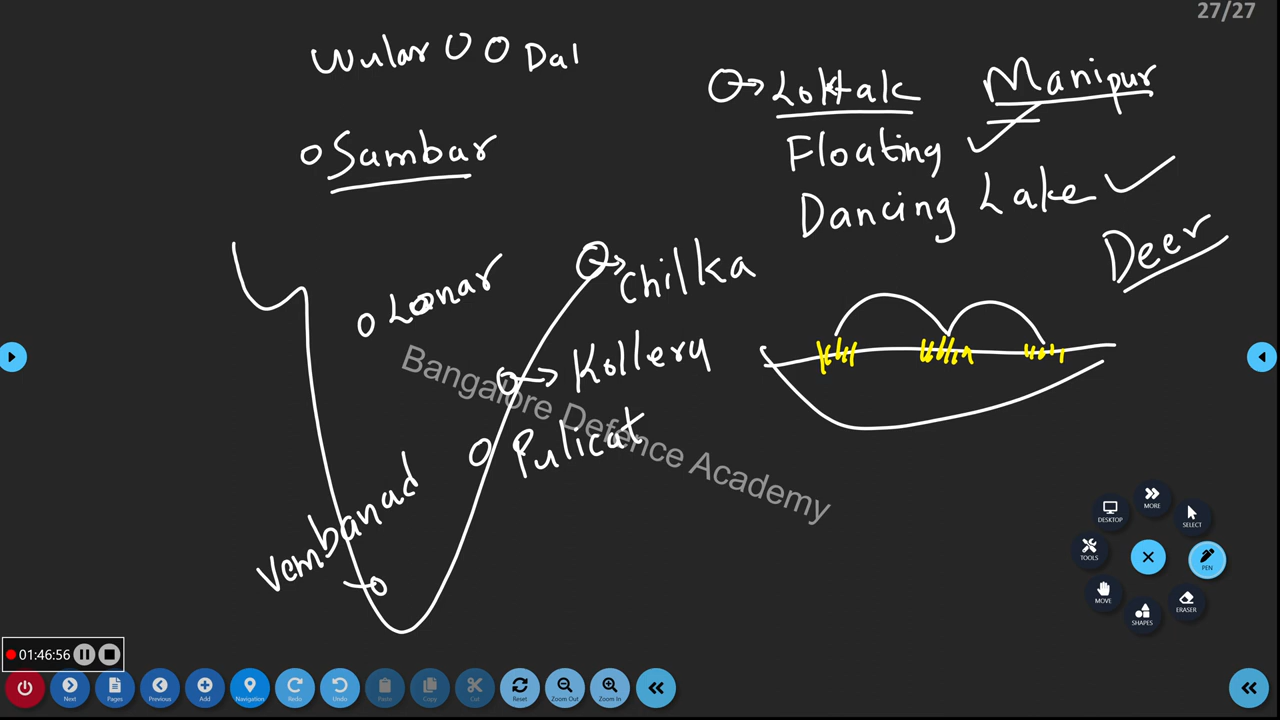 27/27
Wular Dal
Sambar
Loktak Manipur
Floating
Dancing Lake
Deer
Lonar
Chilka
Kolleru
Pulicat
Vembanad
Bangalore Defence Academy
DESKTOP
MORE
SELECT
TOOLS
PEN
MOVE
SHAPES
ERASER
01:46:56
Next Pages Previous Add Navigation Redo Undo Paste Copy Cut Reset Zoom Out Zoom In